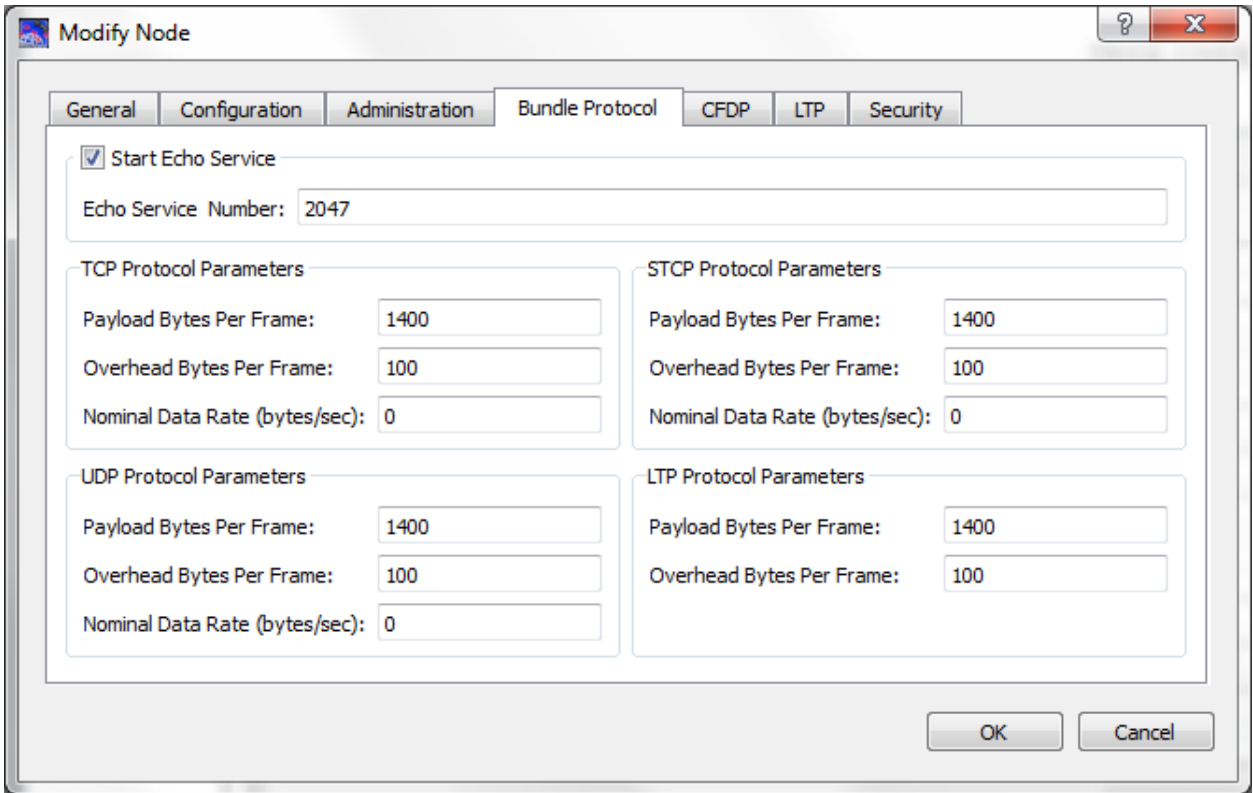 Modify Node
General Configuration Administration Bundle Protocol CFDP LTP Security
Start Echo Service
Echo Service Number: 2047
TCP Protocol Parameters
Payload Bytes Per Frame: 1400
Overhead Bytes Per Frame: 100
Nominal Data Rate (bytes/sec): 0
STCP Protocol Parameters
Payload Bytes Per Frame: 1400
Overhead Bytes Per Frame: 100
Nominal Data Rate (bytes/sec): 0
UDP Protocol Parameters
Payload Bytes Per Frame: 1400
Overhead Bytes Per Frame: 100
Nominal Data Rate (bytes/sec): 0
LTP Protocol Parameters
Payload Bytes Per Frame: 1400
Overhead Bytes Per Frame: 100
OK Cancel